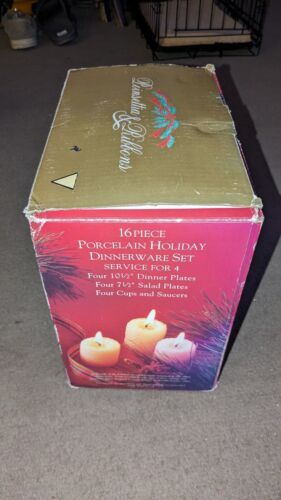 Poinsettia
& Ribbons
16 PIECE
PORCELAIN HOLIDAY
DINNERWARE SET
SERVICE FOR 4
Four 10½" Dinner Plates
Four 7½" Salad Plates
Four Cups and Saucers